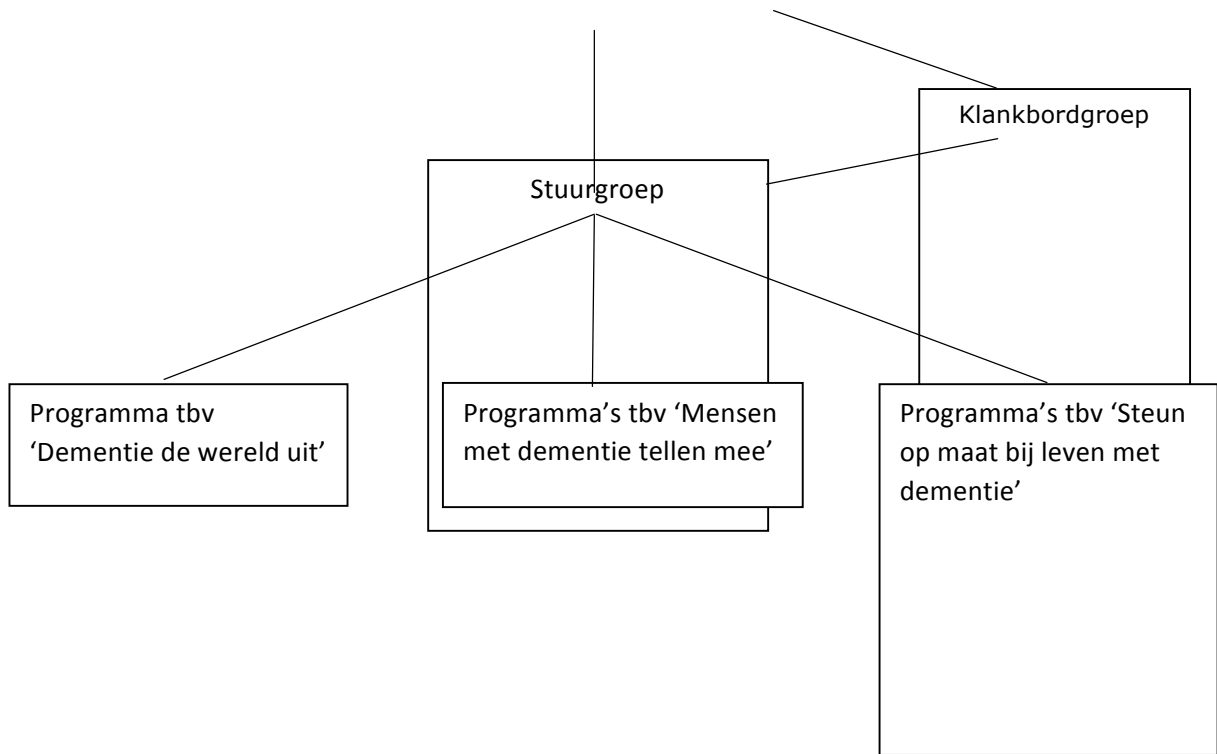 Klankbordgroep
Stuurgroep
Programma tbv
‘Dementie de wereld uit’
Programma’s tbv ‘Mensen
met dementie tellen mee’
Programma’s tbv ‘Steun
op maat bij leven met
dementie’